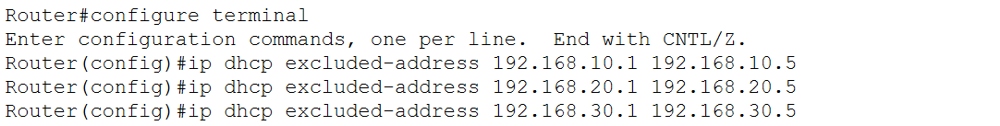 Router#configure terminal
Enter configuration commands, one per line.  End with CNTL/Z.
Router(config)#ip dhcp excluded-address 192.168.10.1 192.168.10.5
Router(config)#ip dhcp excluded-address 192.168.20.1 192.168.20.5
Router(config)#ip dhcp excluded-address 192.168.30.1 192.168.30.5